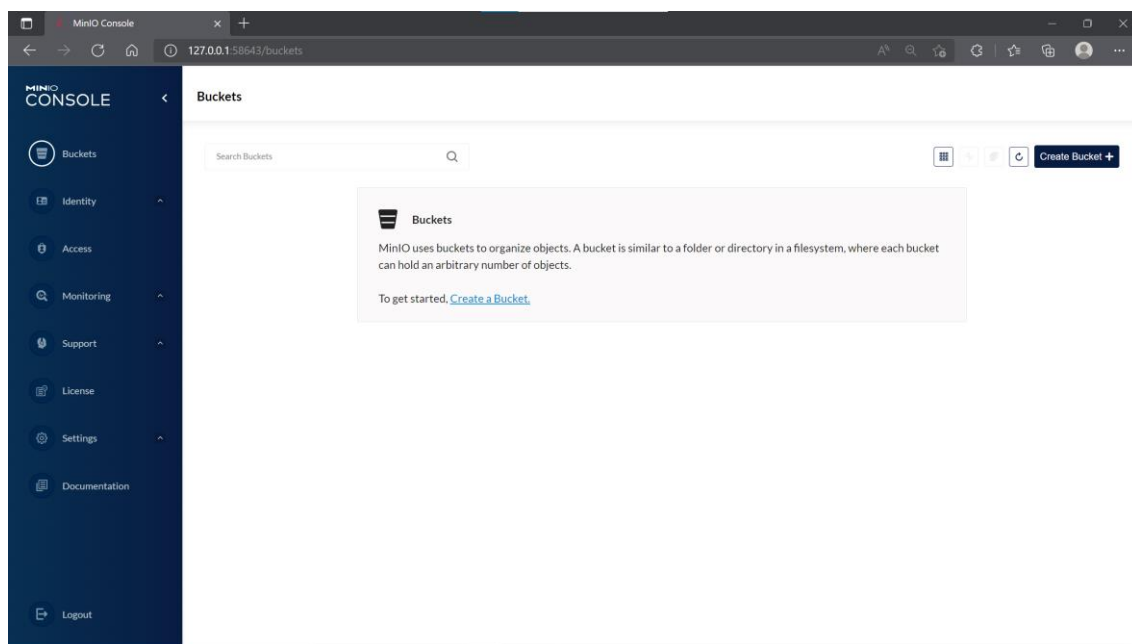 MinIO Console
127.0.0.1:58643/buckets
MINIO
CONSOLE
Buckets
Buckets
Identity
Access
Monitoring
Support
License
Settings
Documentation
Logout
Search Buckets
Create Bucket +
Buckets
MinIO uses buckets to organize objects. A bucket is similar to a folder or directory in a filesystem, where each bucket
can hold an arbitrary number of objects.
To get started, Create a Bucket.